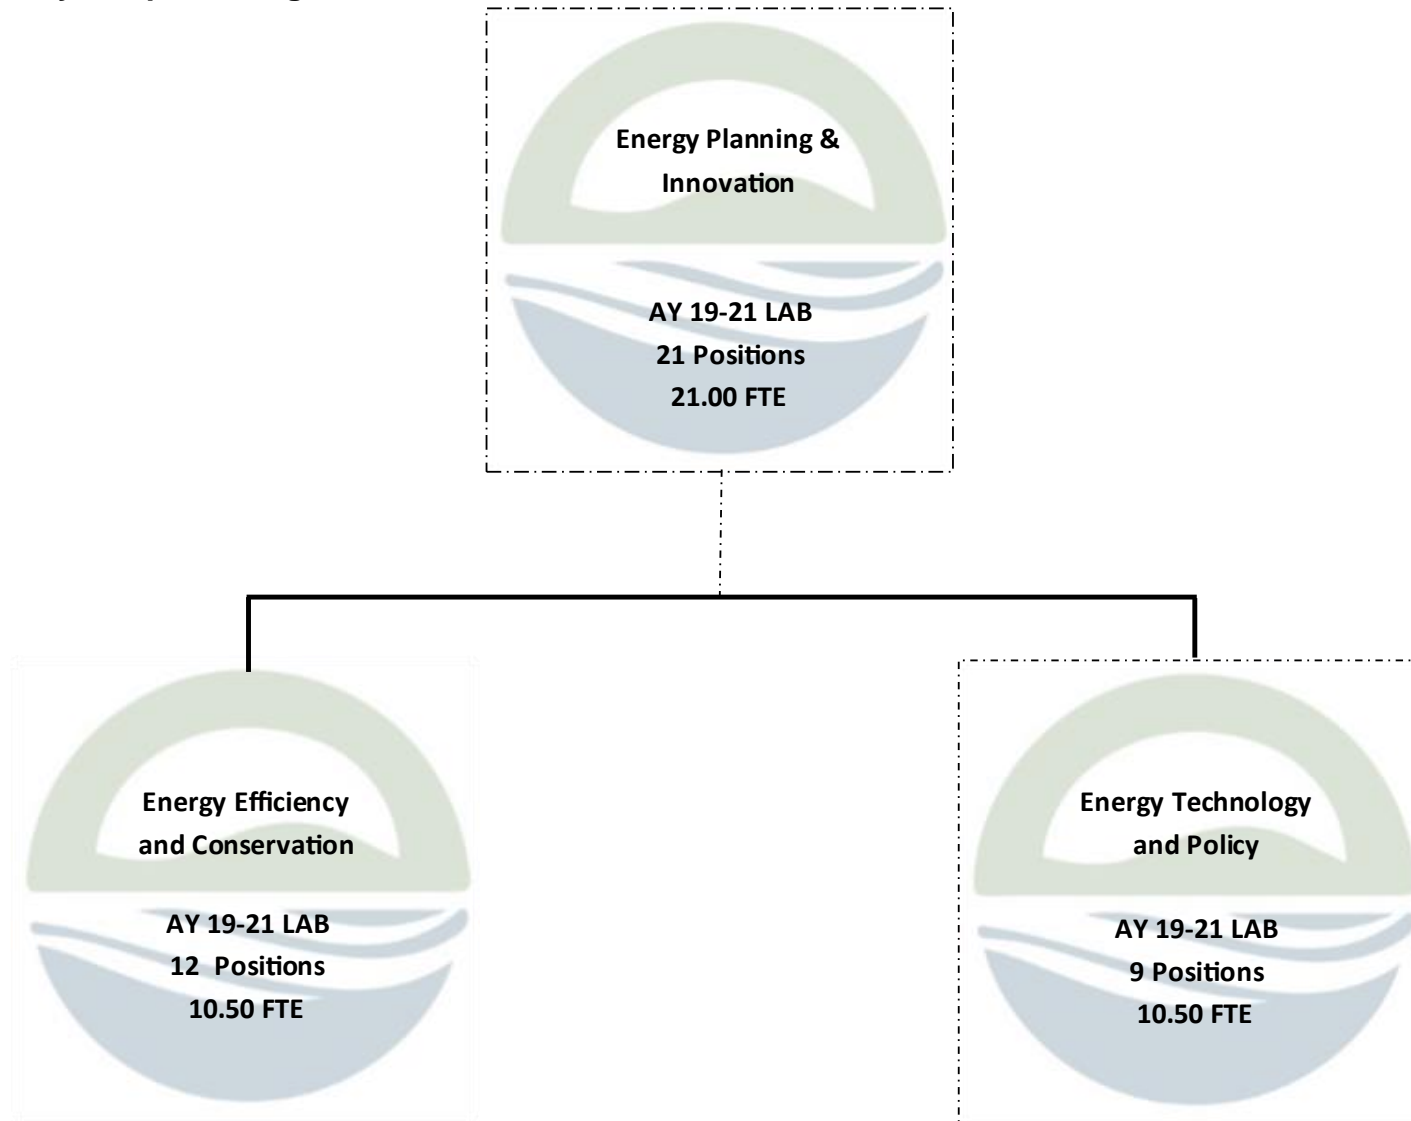 Energy Planning &
Innovation
AY 19-21 LAB
21 Positions
21.00 FTE
Energy Efficiency
and Conservation
AY 19-21 LAB
12 Positions
10.50 FTE
Energy Technology
and Policy
AY 19-21 LAB
9 Positions
10.50 FTE